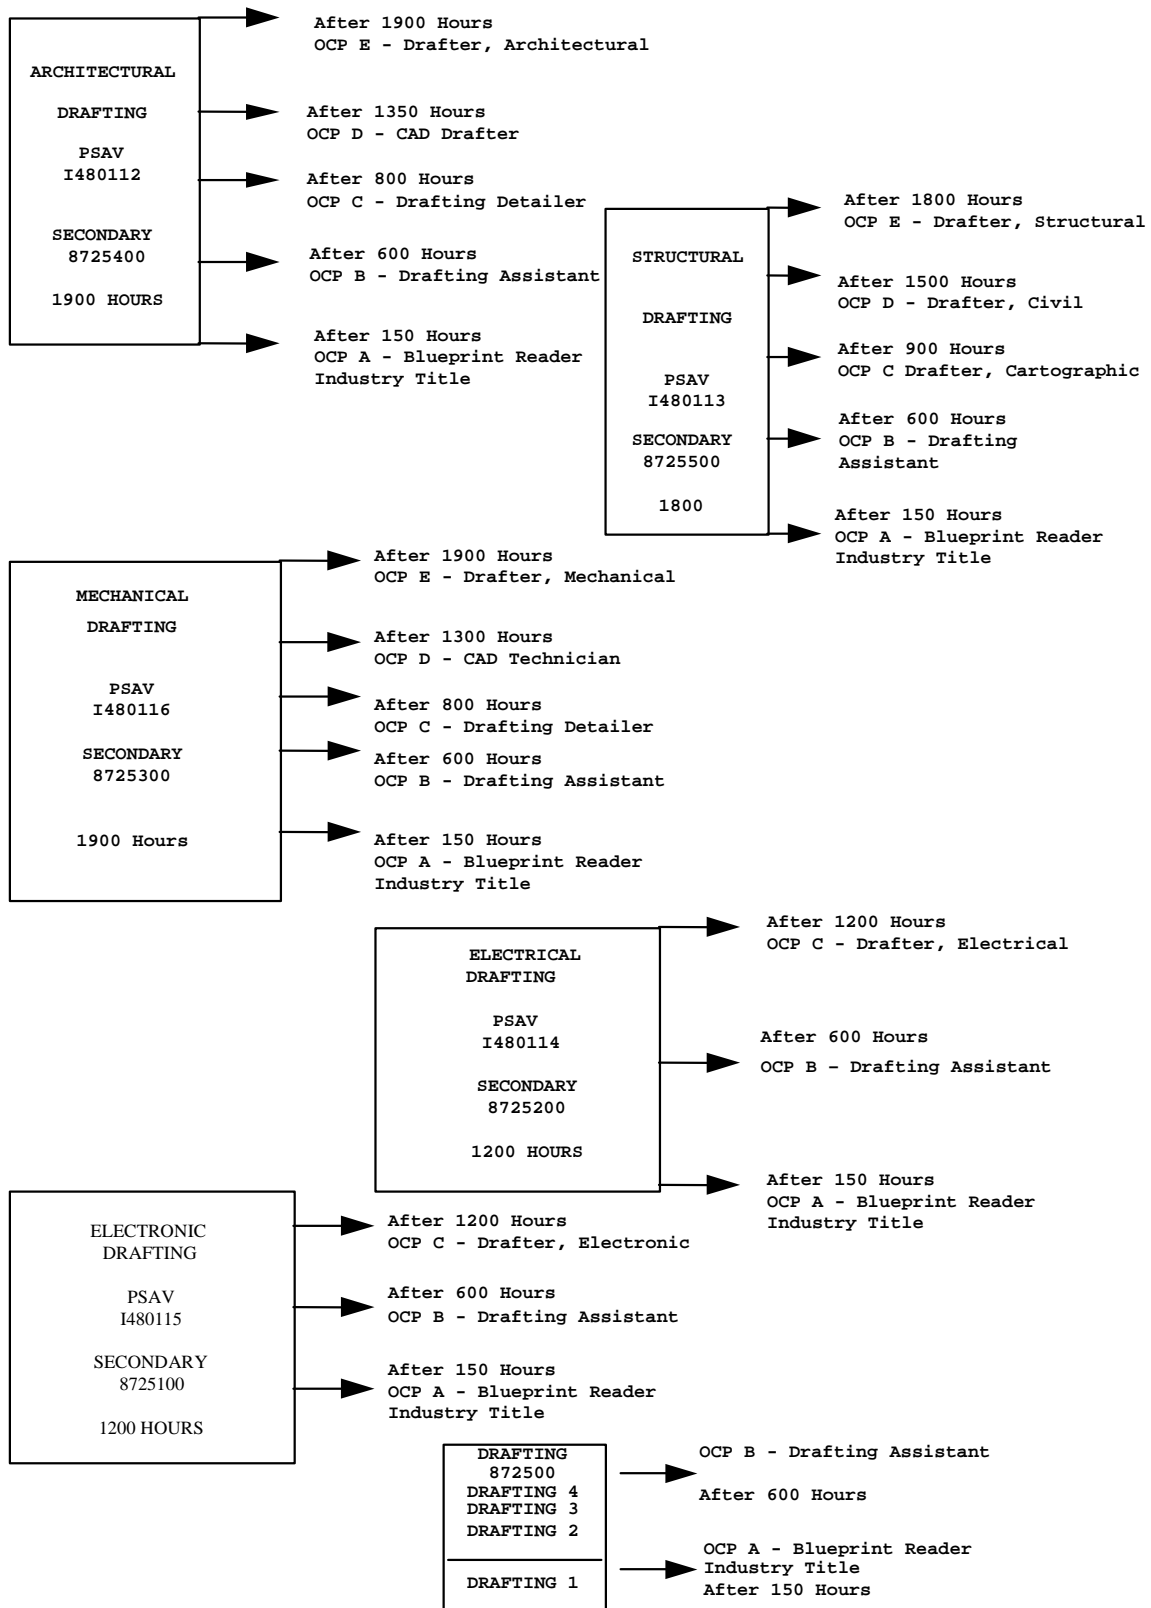 ARCHITECTURAL
DRAFTING
PSAV
I480112
SECONDARY
8725400
1900 HOURS
After 1900 Hours
OCP E - Drafter, Architectural
After 1350 Hours
OCP D - CAD Drafter
After 800 Hours
OCP C - Drafting Detailer
After 600 Hours
OCP B - Drafting Assistant
After 150 Hours
OCP A - Blueprint Reader
Industry Title
STRUCTURAL
DRAFTING
PSAV
I480113
SECONDARY
8725500
1800
After 1800 Hours
OCP E - Drafter, Structural
After 1500 Hours
OCP D - Drafter, Civil
After 900 Hours
OCP C Drafter, Cartographic
After 600 Hours
OCP B - Drafting
Assistant
After 150 Hours
OCP A - Blueprint Reader
Industry Title
MECHANICAL
DRAFTING
PSAV
I480116
SECONDARY
8725300
1900 Hours
After 1900 Hours
OCP E - Drafter, Mechanical
After 1300 Hours
OCP D - CAD Technician
After 800 Hours
OCP C - Drafting Detailer
After 600 Hours
OCP B - Drafting Assistant
After 150 Hours
OCP A - Blueprint Reader
Industry Title
ELECTRICAL
DRAFTING
PSAV
I480114
SECONDARY
8725200
1200 HOURS
After 1200 Hours
OCP C - Drafter, Electrical
After 600 Hours
OCP B – Drafting Assistant
After 150 Hours
OCP A - Blueprint Reader
Industry Title
ELECTRONIC
DRAFTING
PSAV
I480115
SECONDARY
8725100
1200 HOURS
After 1200 Hours
OCP C - Drafter, Electronic
After 600 Hours
OCP B - Drafting Assistant
After 150 Hours
OCP A - Blueprint Reader
Industry Title
DRAFTING
872500
DRAFTING 4
DRAFTING 3
DRAFTING 2
DRAFTING 1
OCP B - Drafting Assistant
After 600 Hours
OCP A - Blueprint Reader
Industry Title
After 150 Hours